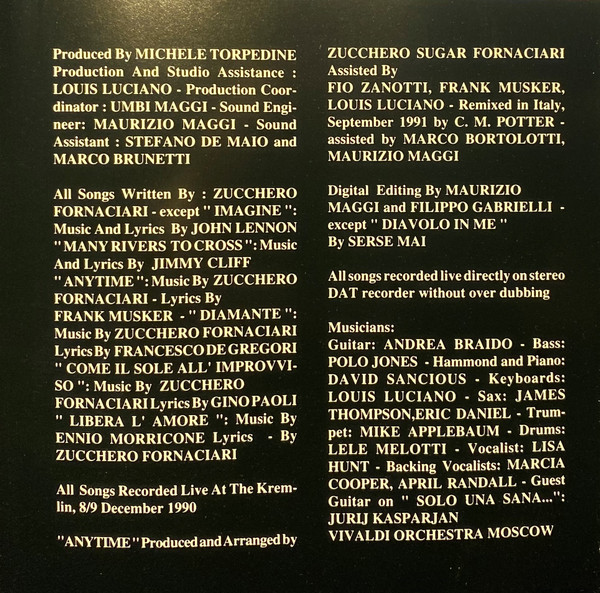 Produced By MICHELE TORPEDINE
Production And Studio Assistance :
LOUIS LUCIANO - Production Coor-
dinator : UMBI MAGGI - Sound Engi-
neer: MAURIZIO MAGGI - Sound
Assistant : STEFANO DE MAIO and
MARCO BRUNETTI
All Songs Written By : ZUCCHERO
FORNACIARI - except " IMAGINE ":
Music And Lyrics By JOHN LENNON
" MANY RIVERS TO CROSS ": Music
And Lyrics By JIMMY CLIFF
" ANYTIME ": Music By ZUCCHERO
FORNACIARI - Lyrics By
FRANK MUSKER - " DIAMANTE ":
Music By ZUCCHERO FORNACIARI
Lyrics By FRANCESCO DE GREGORI
" COME IL SOLE ALL' IMPROVVI-
SO ": Music By ZUCCHERO
FORNACIARI Lyrics By GINO PAOLI
" LIBERA L' AMORE ": Music By
ENNIO MORRICONE Lyrics - By
ZUCCHERO FORNACIARI
All Songs Recorded Live At The Krem-
lin, 8/9 December 1990
"ANYTIME" Produced and Arranged by
ZUCCHERO SUGAR FORNACIARI
Assisted By
FIO ZANOTTI, FRANK MUSKER,
LOUIS LUCIANO - Remixed in Italy,
September 1991 by C. M. POTTER -
assisted by MARCO BORTOLOTTI,
MAURIZIO MAGGI
Digital Editing By MAURIZIO
MAGGI and FILIPPO GABRIELLI -
except " DIAVOLO IN ME "
By SERSE MAI
All songs recorded live directly on stereo
DAT recorder without over dubbing
Musicians:
Guitar: ANDREA BRAIDO - Bass:
POLO JONES - Hammond and Piano:
DAVID SANCIOUS - Keyboards:
LOUIS LUCIANO - Sax: JAMES
THOMPSON,ERIC DANIEL - Trum-
pet: MIKE APPLEBAUM - Drums:
LELE MELOTTI - Vocalist: LISA
HUNT - Backing Vocalists: MARCIA
COOPER, APRIL RANDALL - Guest
Guitar on " SOLO UNA SANA...":
JURIJ KASPARJAN
VIVALDI ORCHESTRA MOSCOW